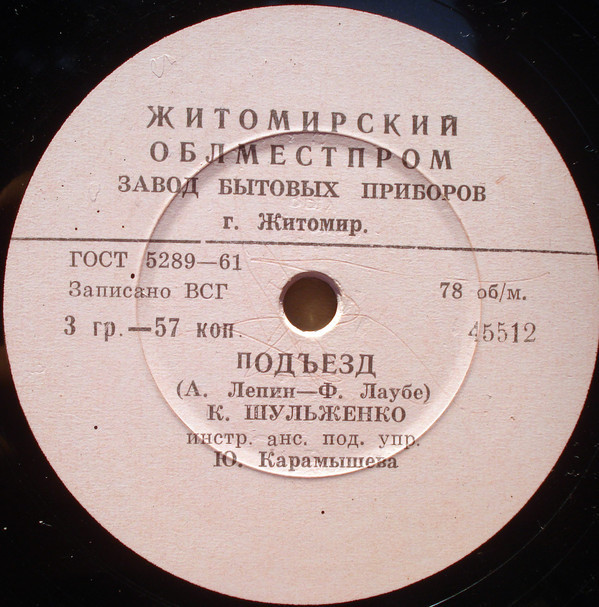 ЖИТОМИРСКИЙ
ОБЛМЕСТПРОМ
ЗАВОД БЫТОВЫХ ПРИБОРОВ
г. Житомир.
ГОСТ 5289—61
Записано ВСГ 78 об/м.
3 гр.—57 коп. 45512
ПОДЪЕЗД
(А. Лепин—Ф. Лаубе)
К. ШУЛЬЖЕНКО
инстр. анс. под. упр.
Ю. Карамышева